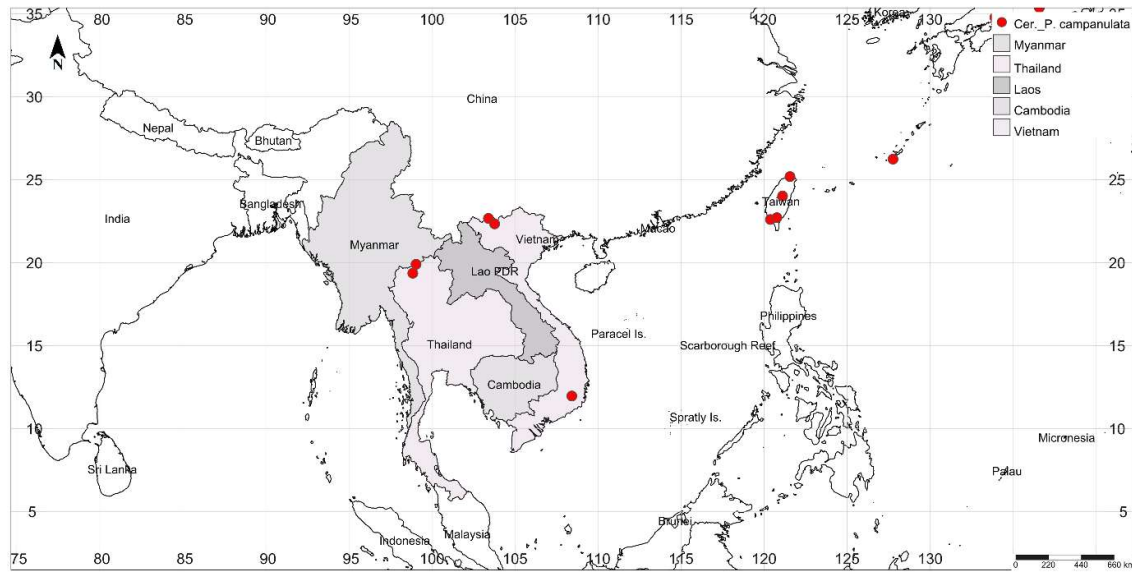 35
80
85
90
95
100
105
110
115
120
125
130
Korea
Cer._P. campanulata
Myanmar
Thailand
Laos
Cambodia
Vietnam
30
China
Nepal
Bhutan
25
25
Bangladesh
India
Taiwan
Macao
Vietnam
Myanmar
20
20
Lao PDR
Philippines
Paracel Is.
15
Thailand
Scarborough Reef
15
Cambodia
10
Spratly Is.
10
Micronesia
Sri Lanka
Palau
5
5
Brunei
Malaysia
Indonesia
75
80
85
90
95
100
105
110
115
120
125
130
0 220 440 660 km
N